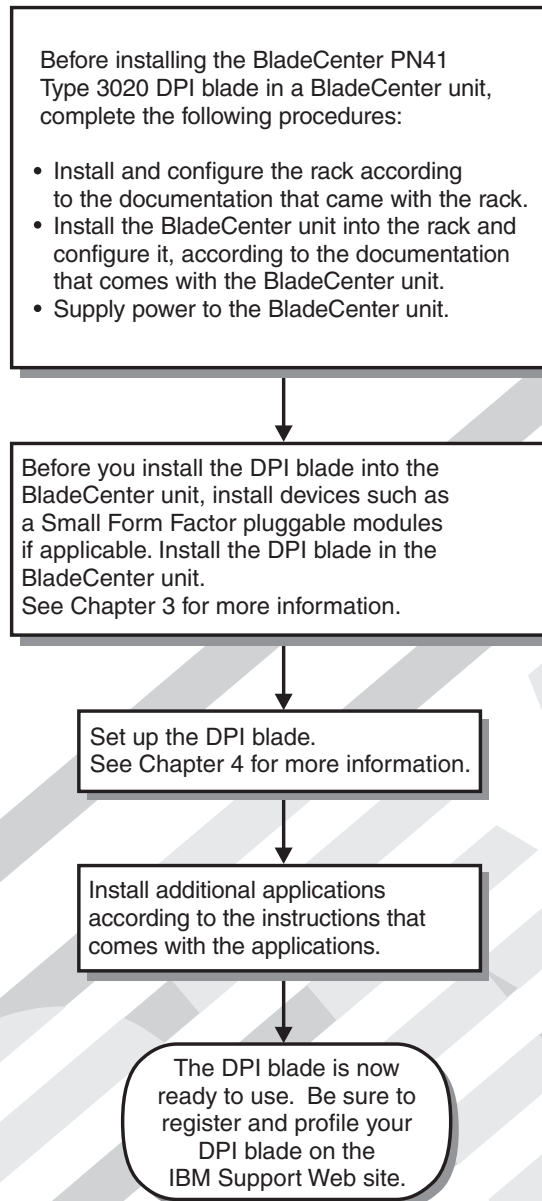 Before installing the BladeCenter PN41
Type 3020 DPI blade in a BladeCenter unit,
complete the following procedures:
• Install and configure the rack according
to the documentation that came with the rack.
• Install the BladeCenter unit into the rack and
configure it, according to the documentation
that comes with the BladeCenter unit.
• Supply power to the BladeCenter unit.
Before you install the DPI blade into the
BladeCenter unit, install devices such as
a Small Form Factor pluggable modules
if applicable. Install the DPI blade in the
BladeCenter unit.
See Chapter 3 for more information.
Set up the DPI blade.
See Chapter 4 for more information.
Install additional applications
according to the instructions that
comes with the applications.
The DPI blade is now
ready to use. Be sure to
register and profile your
DPI blade on the
IBM Support Web site.